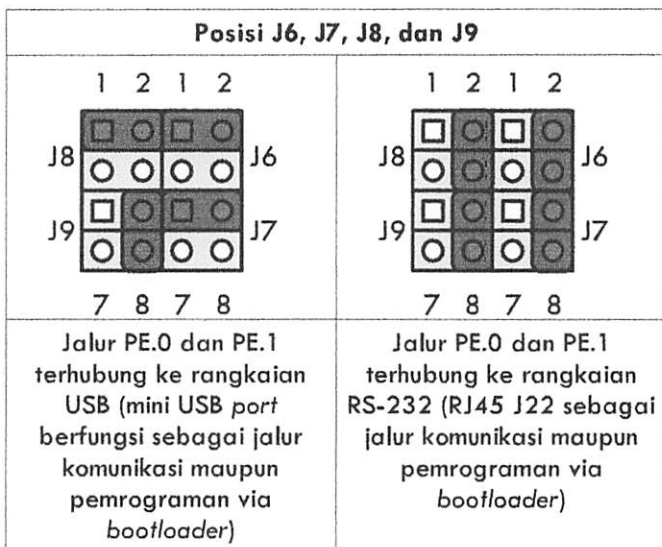 Posisi J6, J7, J8, dan J9
1 2 1 2
J8 J6
J9 J7
7 8 7 8
Jalur PE.0 dan PE.1
terhubung ke rangkaian
USB (mini USB port
berfungsi sebagai jalur
komunikasi maupun
pemrograman via
bootloader)
1 2 1 2
J8 J6
J9 J7
7 8 7 8
Jalur PE.0 dan PE.1
terhubung ke rangkaian
RS-232 (RJ45 J22 sebagai
jalur komunikasi maupun
pemrograman via
bootloader)